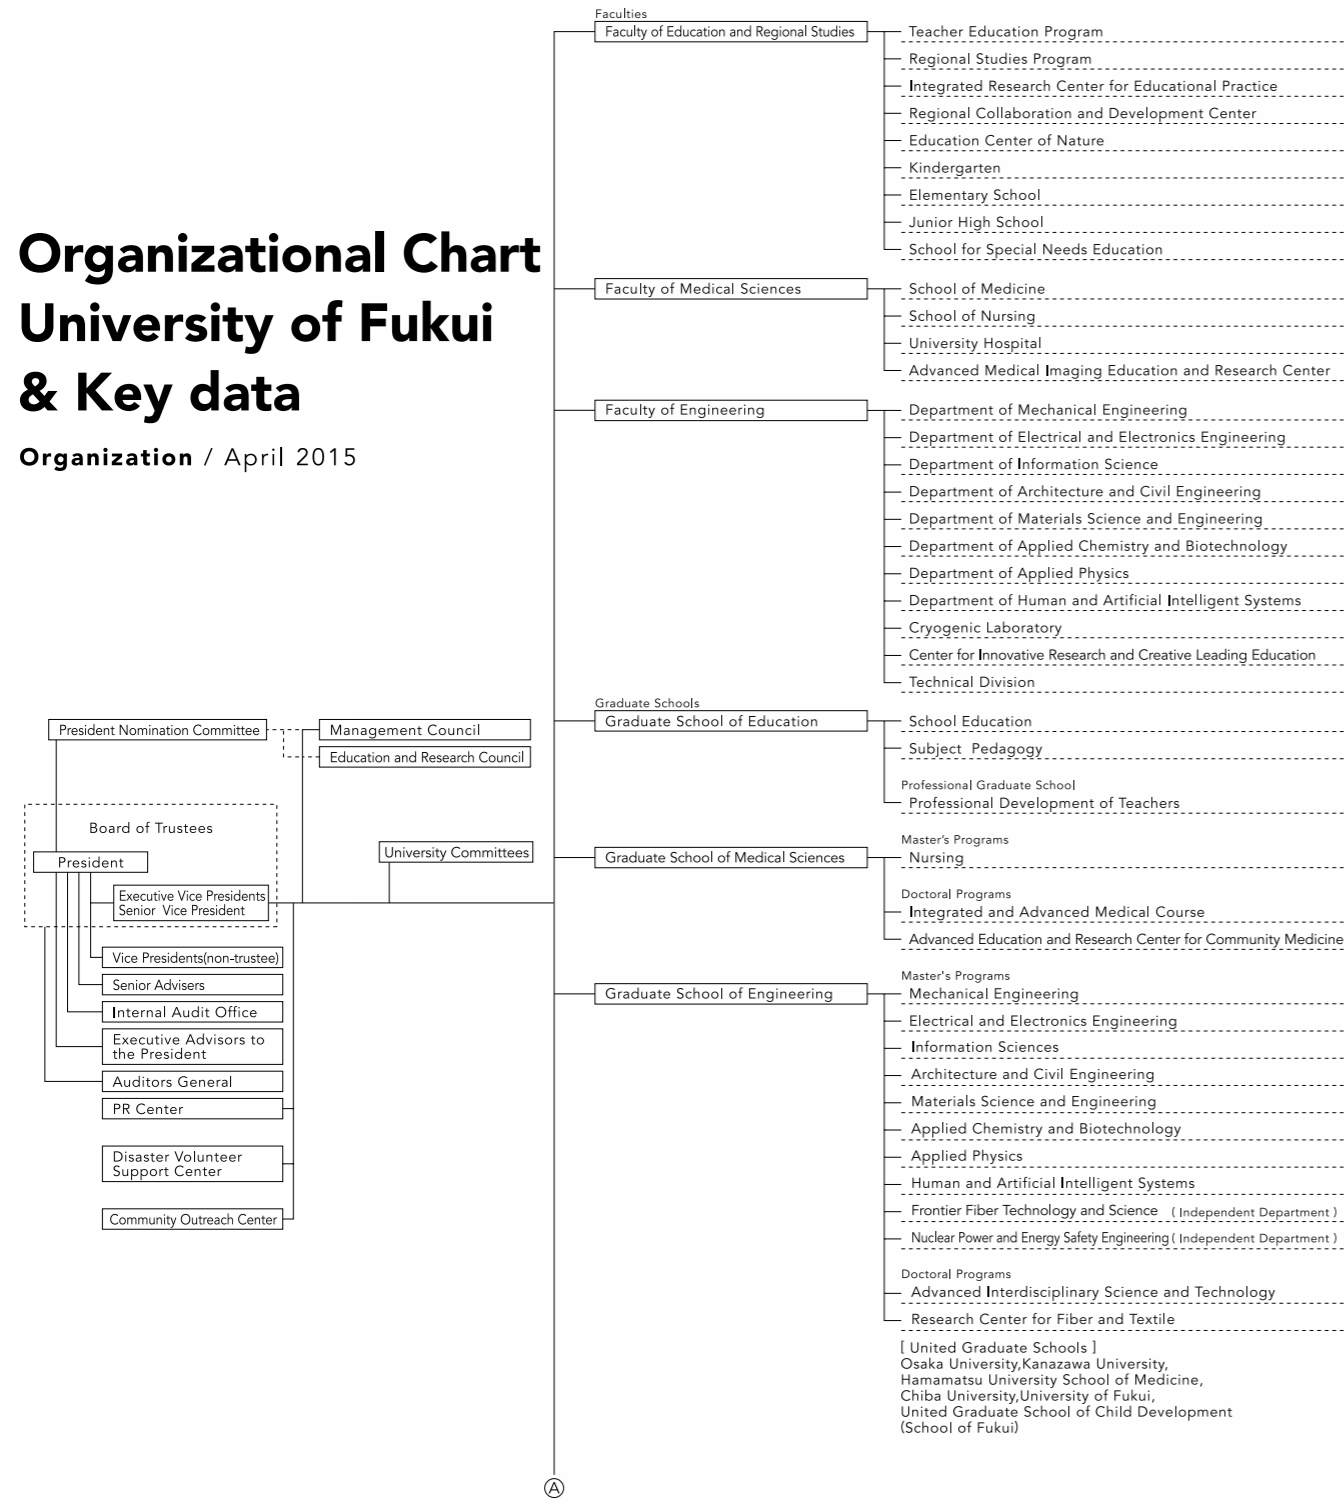 Organizational Chart
University of Fukui
& Key data
Organization / April 2015
President Nomination Committee
Management Council
Education and Research Council
Board of Trustees
President
University Committees
Executive Vice Presidents
Senior Vice President
Vice Presidents(non-trustee)
Senior Advisers
Internal Audit Office
Executive Advisors to
the President
Auditors General
PR Center
Disaster Volunteer
Support Center
Community Outreach Center
Faculties
Faculty of Education and Regional Studies
Teacher Education Program
Regional Studies Program
Integrated Research Center for Educational Practice
Regional Collaboration and Development Center
Education Center of Nature
Kindergarten
Elementary School
Junior High School
School for Special Needs Education
Faculty of Medical Sciences
School of Medicine
School of Nursing
University Hospital
Advanced Medical Imaging Education and Research Center
Faculty of Engineering
Department of Mechanical Engineering
Department of Electrical and Electronics Engineering
Department of Information Science
Department of Architecture and Civil Engineering
Department of Materials Science and Engineering
Department of Applied Chemistry and Biotechnology
Department of Applied Physics
Department of Human and Artificial Intelligent Systems
Cryogenic Laboratory
Center for Innovative Research and Creative Leading Education
Technical Division
Graduate Schools
Graduate School of Education
School Education
Subject Pedagogy
Professional Graduate School
Professional Development of Teachers
Graduate School of Medical Sciences
Master's Programs
Nursing
Doctoral Programs
Integrated and Advanced Medical Course
Advanced Education and Research Center for Community Medicine
Graduate School of Engineering
Master's Programs
Mechanical Engineering
Electrical and Electronics Engineering
Information Sciences
Architecture and Civil Engineering
Materials Science and Engineering
Applied Chemistry and Biotechnology
Applied Physics
Human and Artificial Intelligent Systems
Frontier Fiber Technology and Science ( Independent Department )
Nuclear Power and Energy Safety Engineering ( Independent Department )
Doctoral Programs
Advanced Interdisciplinary Science and Technology
Research Center for Fiber and Textile
[ United Graduate Schools ]
Osaka University,Kanazawa University,
Hamamatsu University School of Medicine,
Chiba University,University of Fukui,
United Graduate School of Child Development
(School of Fukui)
A